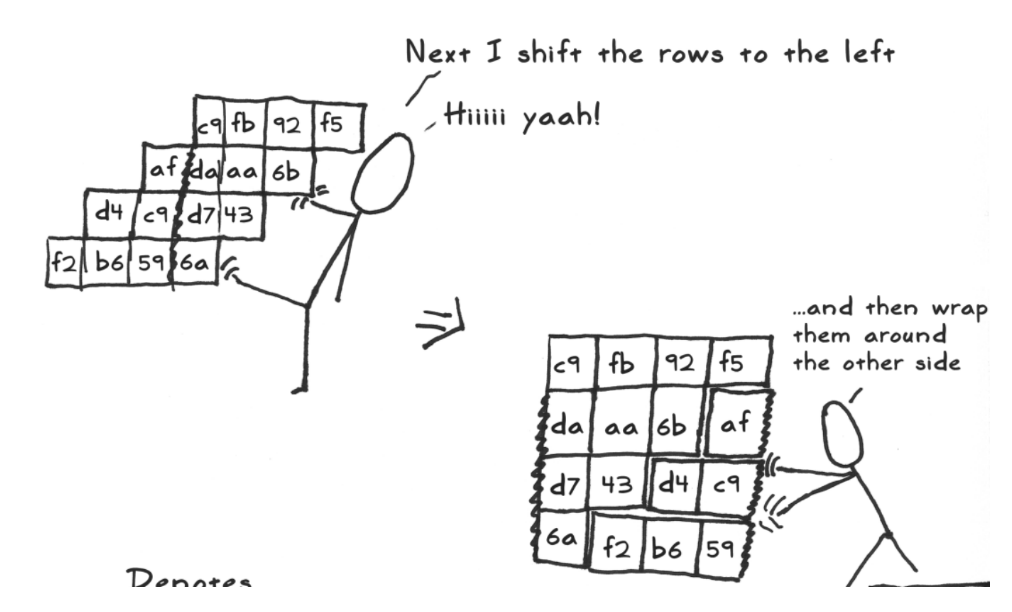 Next I shift the rows to the left
Hiiiii yaah!
c9 fb 92 f5
af da aa 6b
d4 c9 d7 43
f2 b6 59 6a
...and then wrap
them around
the other side
c9 fb 92 f5
da aa 6b af
d7 43 d4 c9
6a f2 b6 59
Denotes